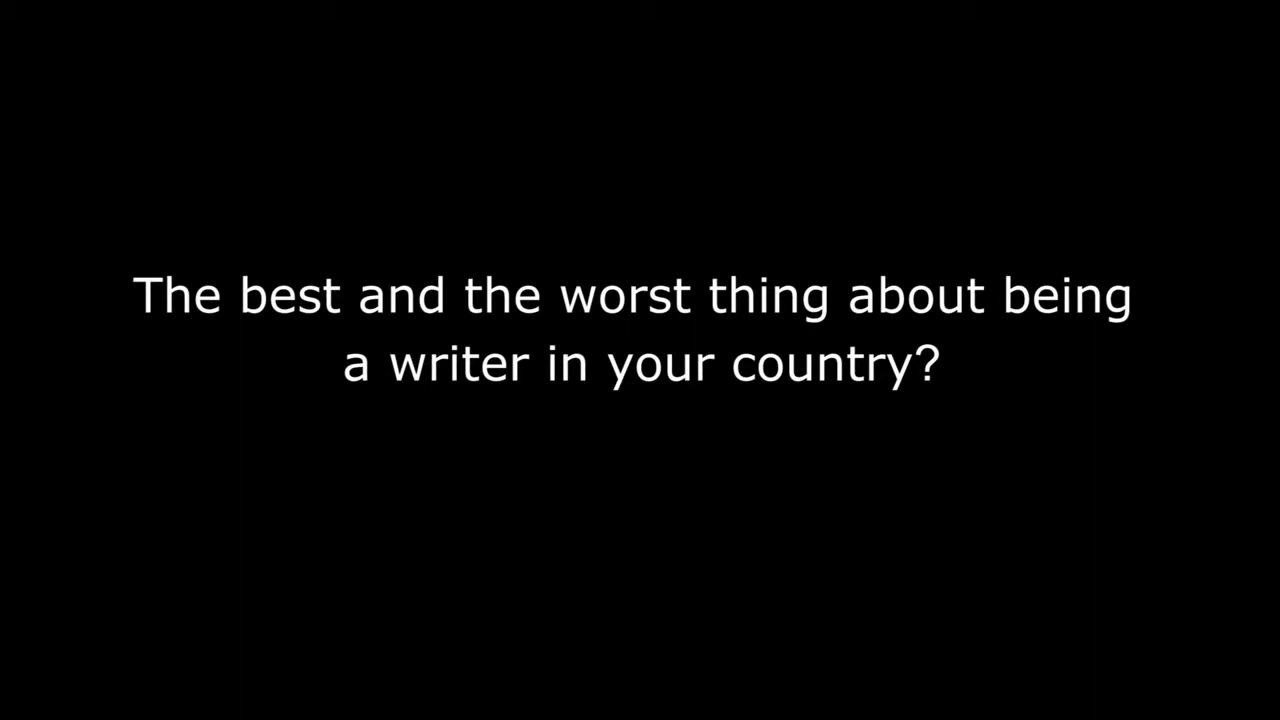 The best and the worst thing about being
a writer in your country?